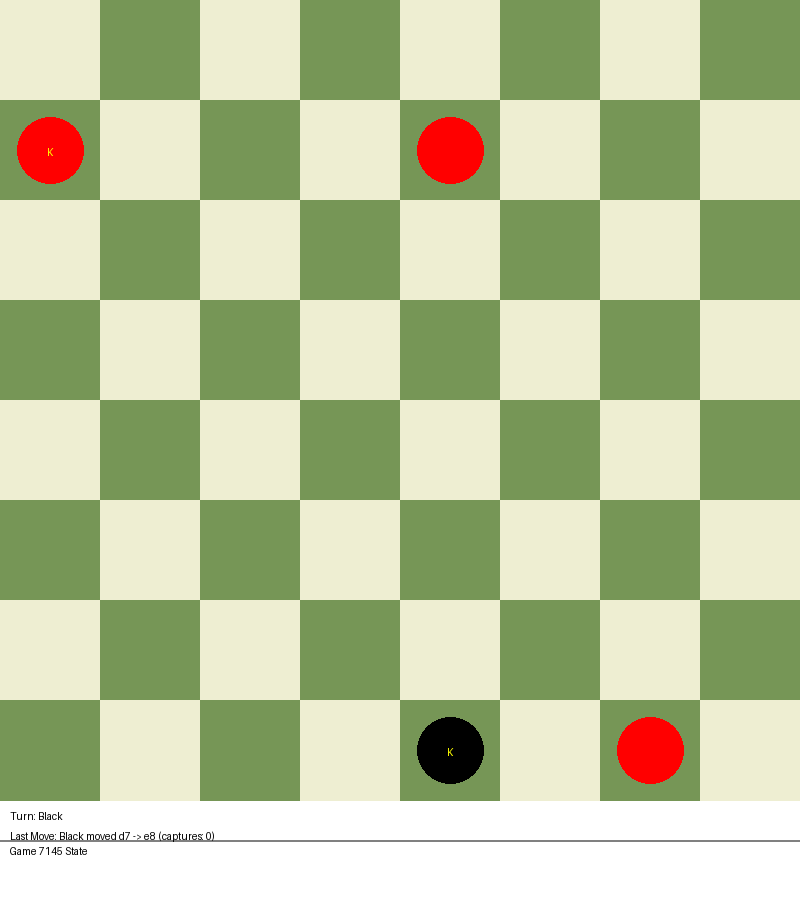 K
K
Turn: Black
Last Move: Black moved d7 -> e8 (captures: 0)
Game 7145 State